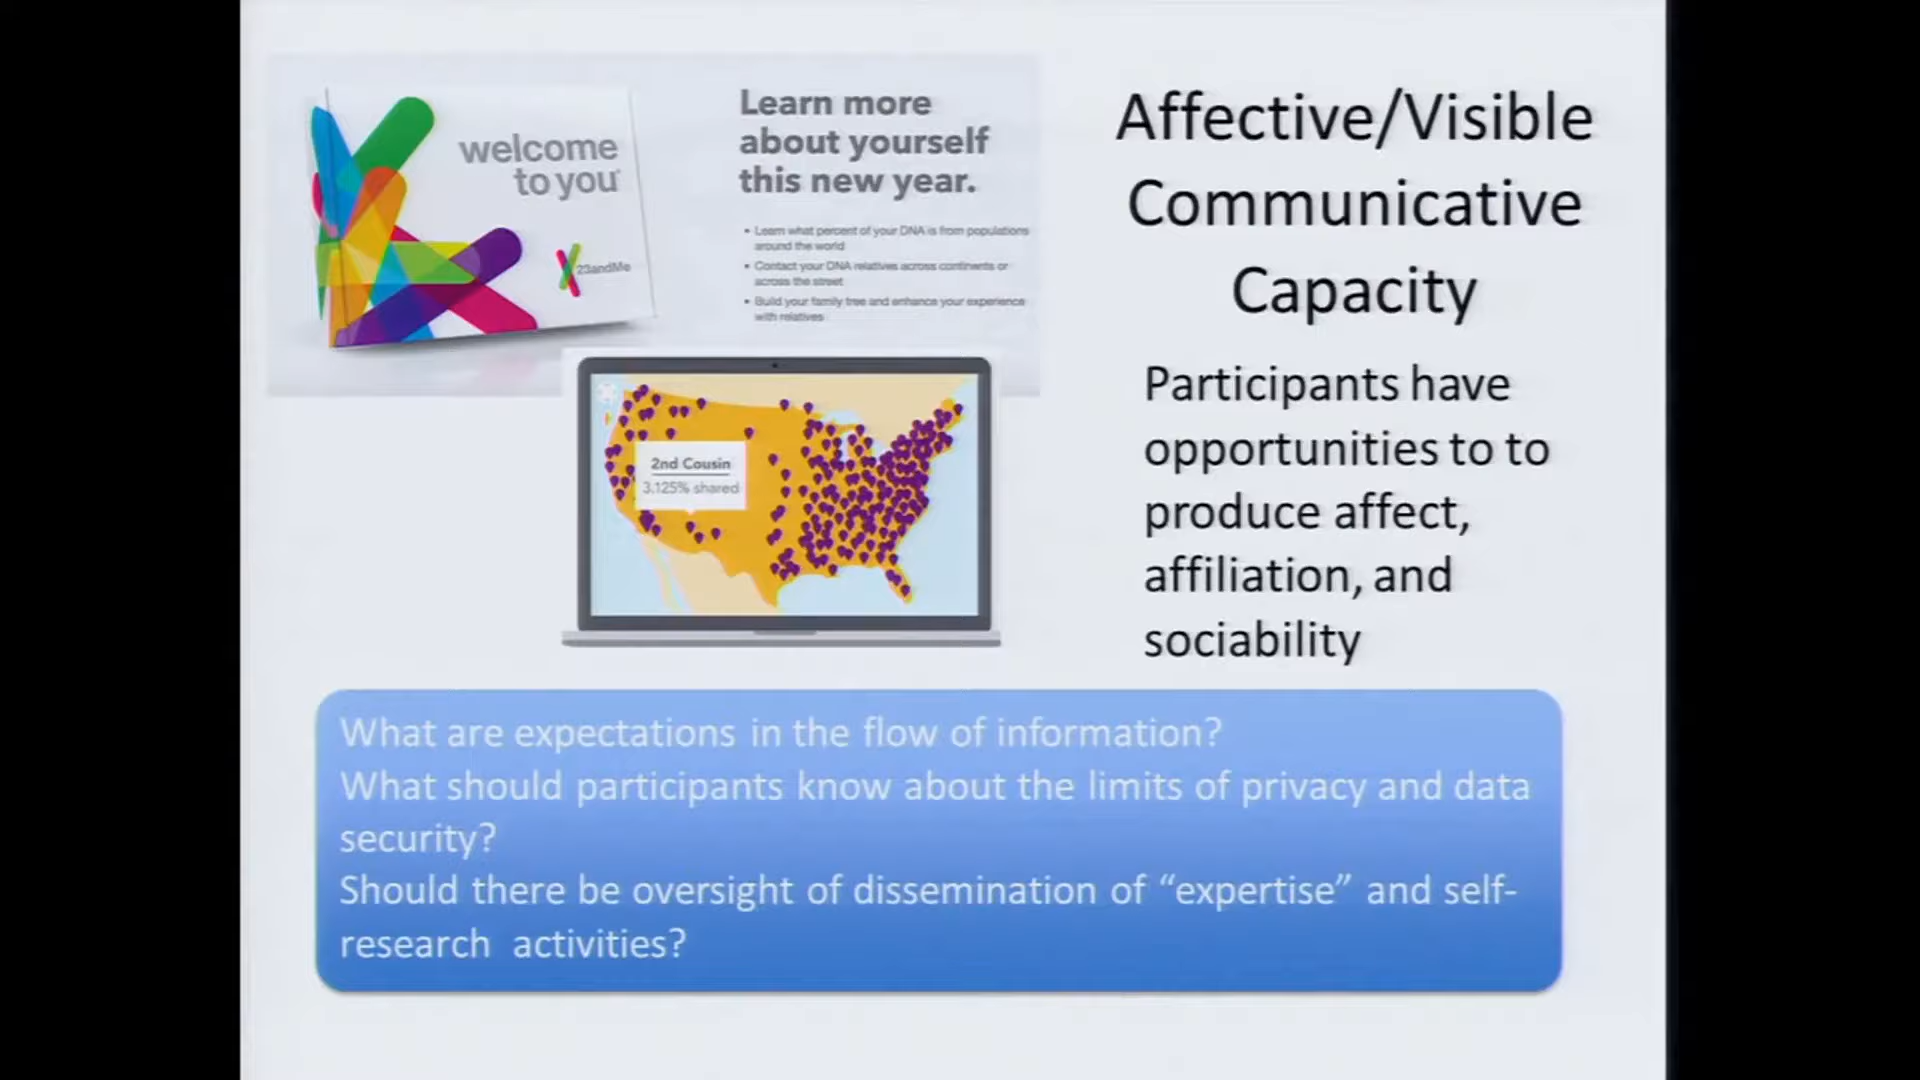 welcome
to you
23andMe
Learn more
about yourself
this new year.
• Learn what percent of your DNA is from populations
around the world
• Contact your DNA relatives across continents or
across the street
• Build your family tree and enhance your experience
with relatives
2nd Cousin
3.125% shared
Affective/Visible
Communicative
Capacity
Participants have
opportunities to to
produce affect,
affiliation, and
sociability
What are expectations in the flow of information?
What should participants know about the limits of privacy and data
security?
Should there be oversight of dissemination of “expertise” and self-
research activities?